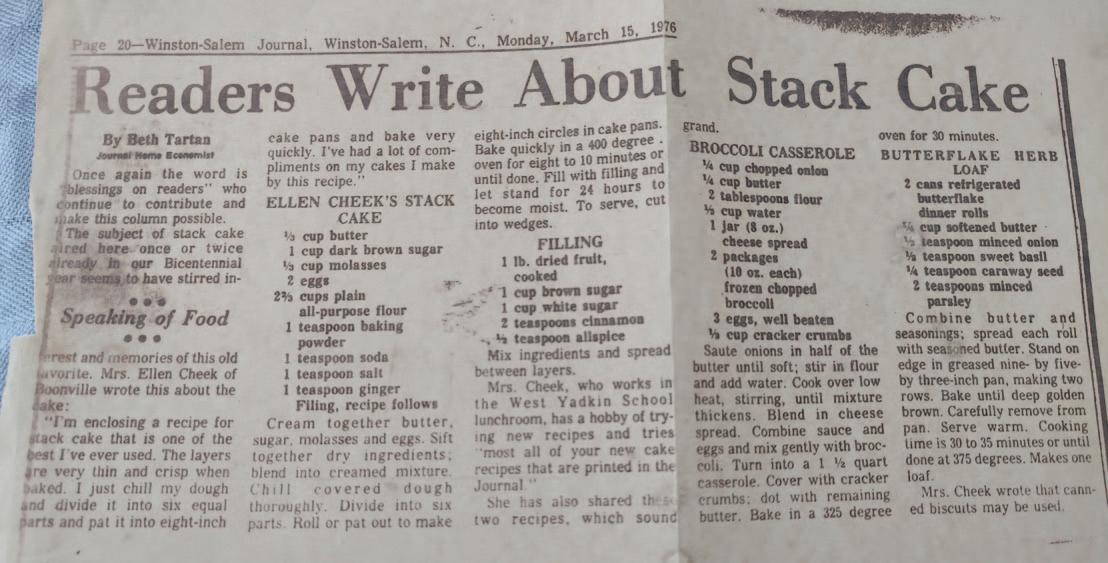 Page 20—Winston-Salem Journal, Winston-Salem, N. C., Monday, March 15, 1976
Readers Write About Stack Cake
By Beth Tartan
Journal Home Economist
Once again the word is
"blessings on readers" who
continue to contribute and
make this column possible.
The subject of stack cake
aired here once or twice
already in our Bicentennial
year seems to have stirred in-
Speaking of Food
terest and memories of this old
favorite. Mrs. Ellen Cheek of
Boonville wrote this about the
cake:
"I'm enclosing a recipe for
stack cake that is one of the
best I've ever used. The layers
are very thin and crisp when
baked. I just chill my dough
and divide it into six equal
parts and pat it into eight-inch
cake pans and bake very
quickly. I've had a lot of com-
pliments on my cakes I make
by this recipe."
ELLEN CHEEK'S STACK
CAKE
⅓ cup butter
1 cup dark brown sugar
⅓ cup molasses
2 eggs
2⅔ cups plain
all-purpose flour
1 teaspoon baking
powder
1 teaspoon soda
1 teaspoon salt
1 teaspoon ginger
Filing, recipe follows
Cream together butter,
sugar, molasses and eggs. Sift
together dry ingredients;
blend into creamed mixture.
Chill covered dough
thoroughly. Divide into six
parts. Roll or pat out to make
eight-inch circles in cake pans.
Bake quickly in a 400 degree
oven for eight to 10 minutes or
until done. Fill with filling and
let stand for 24 hours to
become moist. To serve, cut
into wedges.
FILLING
1 lb. dried fruit,
cooked
1 cup brown sugar
1 cup white sugar
2 teaspoons cinnamon
½ teaspoon allspice
Mix ingredients and spread
between layers.
Mrs. Cheek, who works in
the West Yadkin School
lunchroom, has a hobby of try-
ing new recipes and tries
"most all of your new cake
recipes that are printed in the
Journal."
She has also shared these
two recipes, which sound
grand.
BROCCOLI CASSEROLE
¼ cup chopped onion
¼ cup butter
2 tablespoons flour
½ cup water
1 jar (8 oz.)
cheese spread
2 packages
(10 oz. each)
frozen chopped
broccoli
3 eggs, well beaten
⅓ cup cracker crumbs
Saute onions in half of the
butter until soft; stir in flour
and add water. Cook over low
heat, stirring, until mixture
thickens. Blend in cheese
spread. Combine sauce and
eggs and mix gently with broc-
coli. Turn into a 1 ½ quart
casserole. Cover with cracker
crumbs; dot with remaining
butter. Bake in a 325 degree
oven for 30 minutes.
BUTTERFLAKE HERB
LOAF
2 cans refrigerated
butterflake
dinner rolls
cup softened butter
½ teaspoon minced onion
½ teaspoon sweet basil
¼ teaspoon caraway seed
2 teaspoons minced
parsley
Combine butter and
seasonings; spread each roll
with seasoned butter. Stand on
edge in greased nine- by five-
by three-inch pan, making two
rows. Bake until deep golden
brown. Carefully remove from
pan. Serve warm. Cooking
time is 30 to 35 minutes or until
done at 375 degrees. Makes one
loaf.
Mrs. Cheek wrote that cann-
ed biscuits may be used.